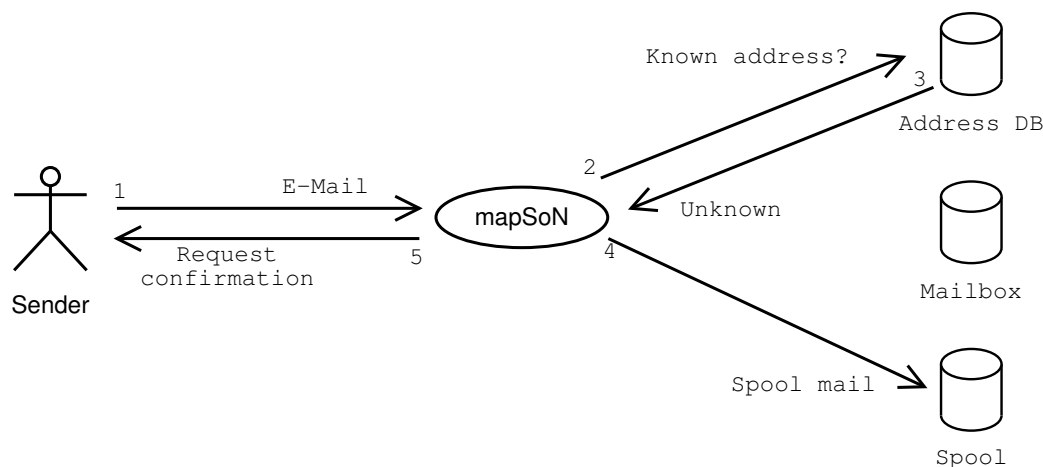 Known address?
3
Address DB
2
1
E-Mail
mapSoN
Unknown
Request
confirmation
5
4
Mailbox
Sender
Spool mail
Spool